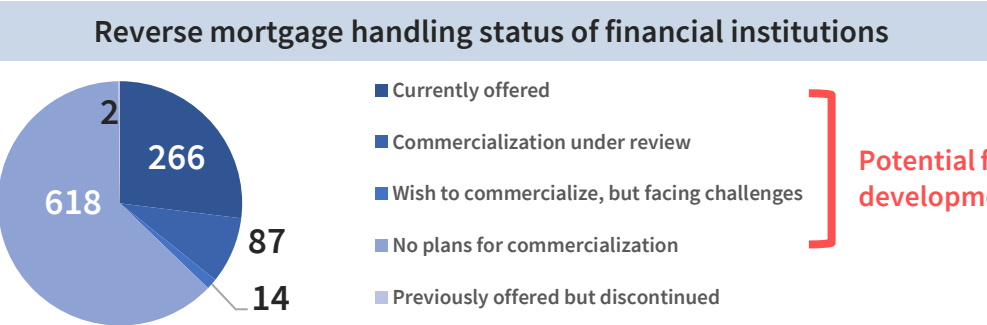 Reverse mortgage handling status of financial institutions
2
266
618
87
14
Currently offered
Commercialization under review
Wish to commercialize, but facing challenges
No plans for commercialization
Previously offered but discontinued
Potential